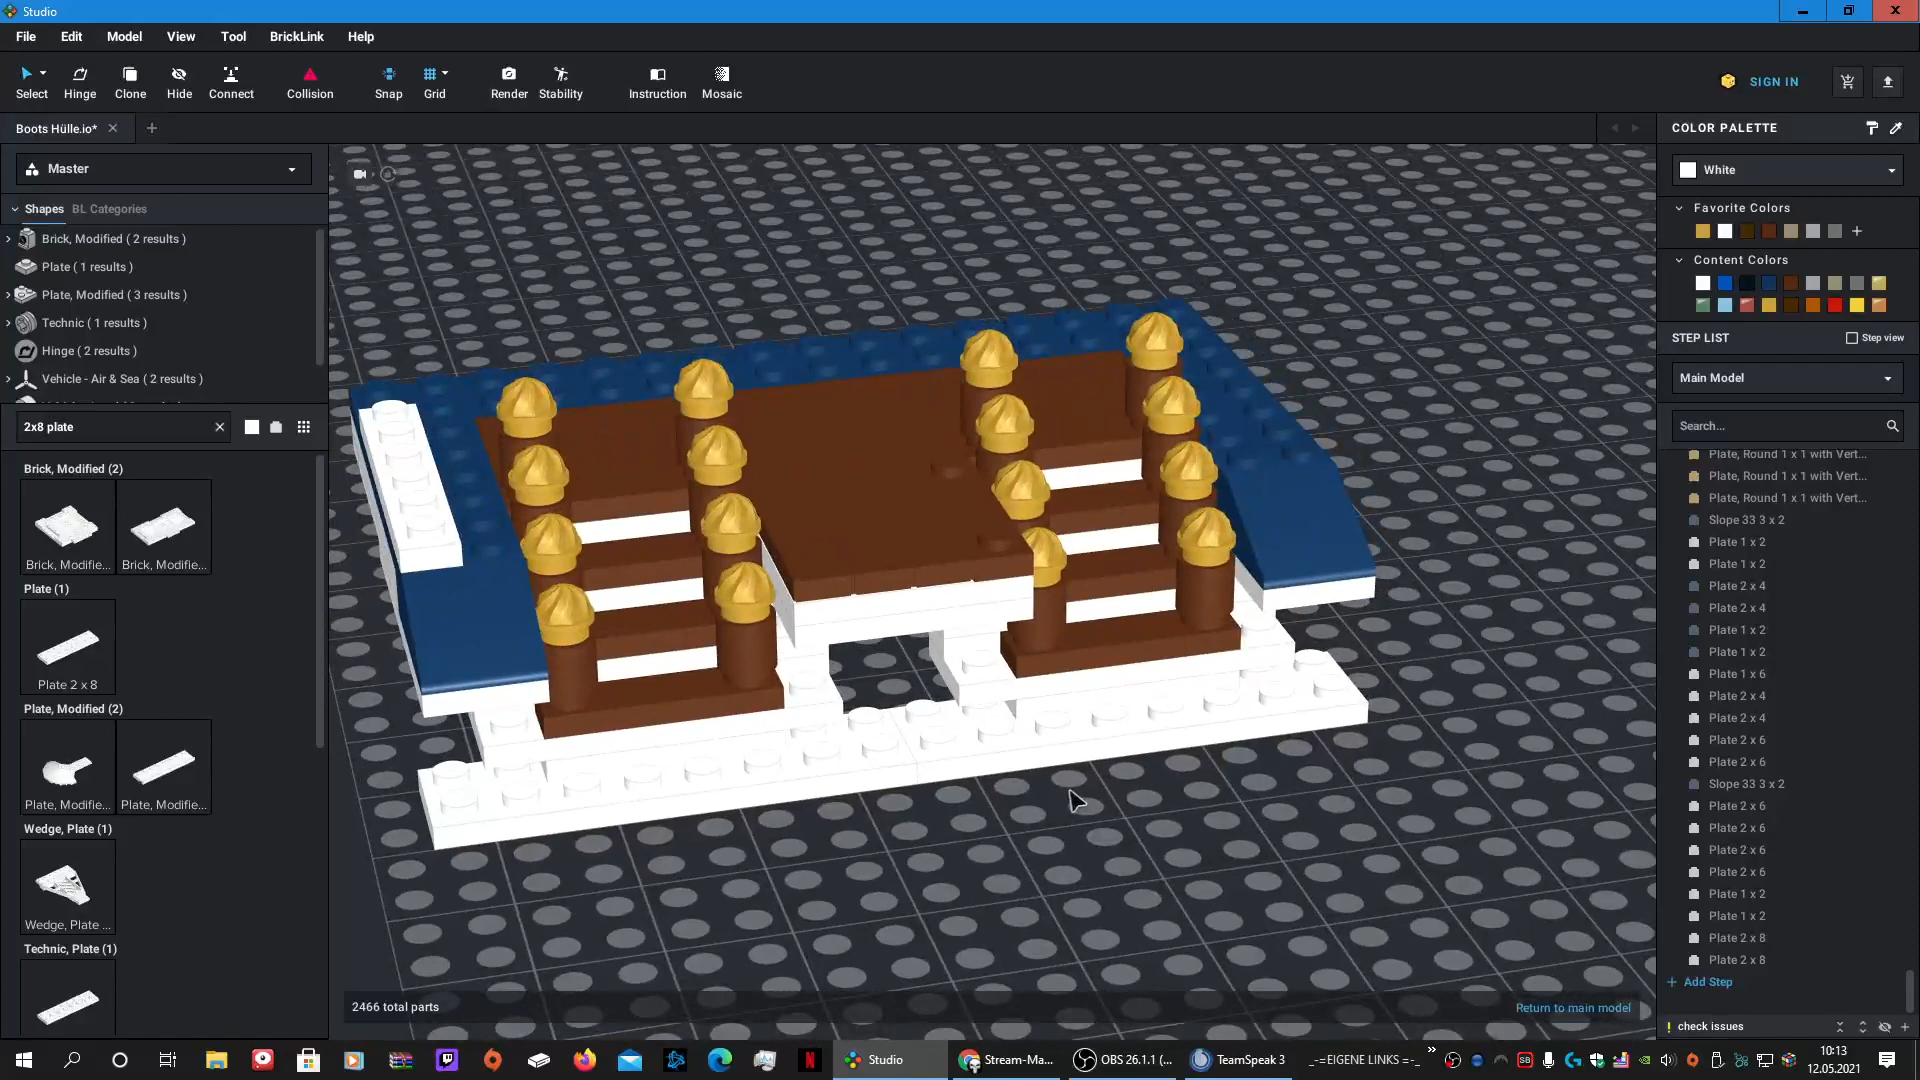 Studio
File Edit Model View Tool BrickLink Help
Select Hinge Clone Hide Connect Collision Snap Grid Render Stability Instruction Mosaic
SIGN IN
Boots Hülle.io*
Master
Shapes BL Categories
Brick, Modified ( 2 results )
Plate ( 1 results )
Plate, Modified ( 3 results )
Technic ( 1 results )
Hinge ( 2 results )
Vehicle - Air & Sea ( 2 results )
2x8 plate
Brick, Modified (2)
Brick, Modifie... Brick, Modifie...
Plate (1)
Plate 2 x 8
Plate, Modified (2)
Plate, Modifie... Plate, Modifie...
Wedge, Plate (1)
Wedge, Plate ...
Technic, Plate (1)
2466 total parts
Return to main model
COLOR PALETTE
White
Favorite Colors
Content Colors
STEP LIST
Step view
Main Model
Search...
Plate, Round 1 x 1 with Vert...
Plate, Round 1 x 1 with Vert...
Plate, Round 1 x 1 with Vert...
Slope 33 3 x 2
Plate 1 x 2
Plate 1 x 2
Plate 2 x 4
Plate 2 x 4
Plate 1 x 2
Plate 1 x 2
Plate 1 x 6
Plate 2 x 4
Plate 2 x 4
Plate 2 x 6
Plate 2 x 6
Slope 33 3 x 2
Plate 2 x 6
Plate 2 x 6
Plate 2 x 6
Plate 2 x 6
Plate 1 x 2
Plate 1 x 2
Plate 2 x 8
Plate 2 x 8
+ Add Step
check issues
Studio
Stream-Ma...
OBS 26.1.1 (...
TeamSpeak 3
_-=EIGENE LINKS =-_
10:13
12.05.2021